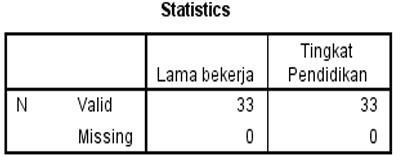 Statistics
Lama bekerja Tingkat Pendidikan
N Valid 33 33
Missing 0 0